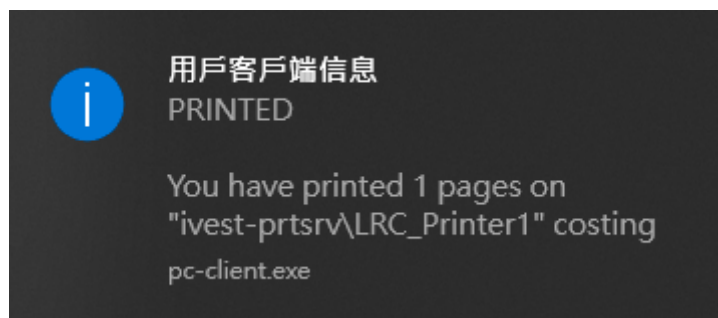 用戶客戶端信息
PRINTED
You have printed 1 pages on
"ivest-prtsrv\LRC_Printer1" costing
pc-client.exe